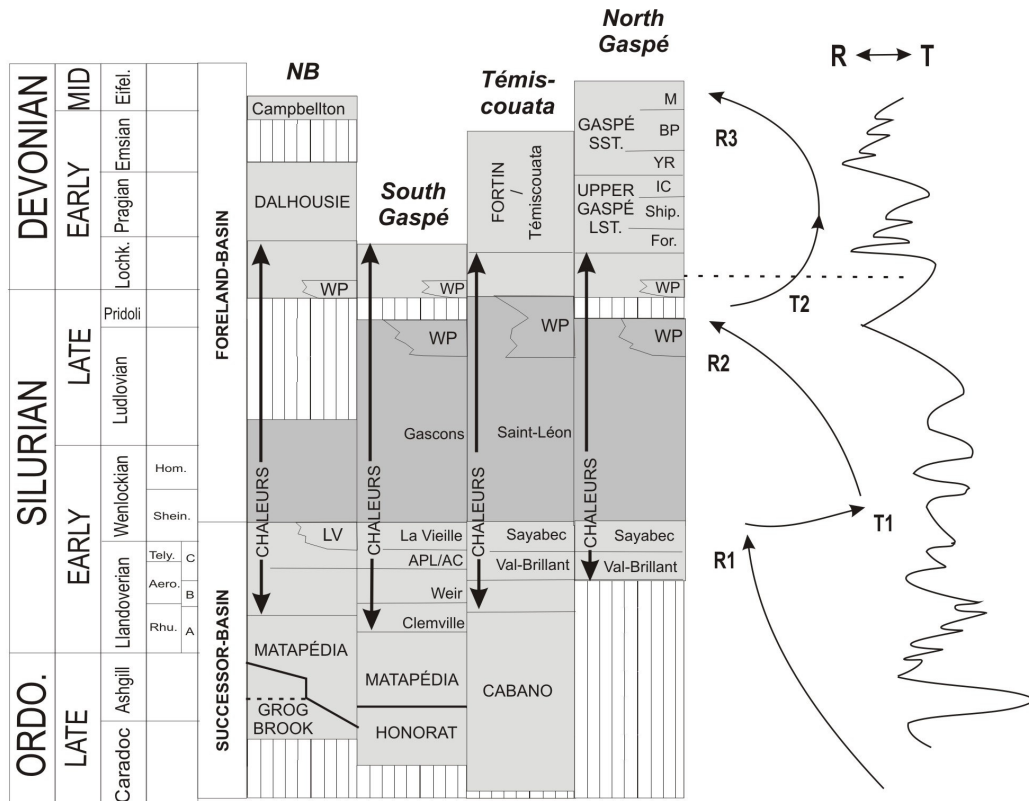 North
Gaspé
R T
NB
Témis-
couata
South
Gaspé
DEVONIAN
SILURIAN
ORDO.
MID
EARLY
LATE
EARLY
LATE
Eifel.
Emsian
Pragian
Lochk.
Pridoli
Ludlovian
Wenlockian
Llandoverian
Ashgill
Caradoc
Hom.
Shein.
Tely.
Aero.
Rhu.
C
B
A
FORELAND-BASIN
SUCCESSOR-BASIN
Campbellton
DALHOUSIE
WP
CHALEURS
LV
MATAPÉDIA
GROG
BROOK
WP
WP
Gascons
CHALEURS
La Vieille
APL/AC
Weir
Clemville
MATAPÉDIA
HONORAT
FORTIN
/
Témiscouata
WP
Saint-Léon
CHALEURS
Sayabec
Val-Brillant
CABANO
GASPÉ
SST.
M
BP
YR
UPPER
GASPÉ
LST.
IC
Ship.
For.
WP
WP
CHALEURS
Sayabec
Val-Brillant
R3
T2
R2
T1
R1